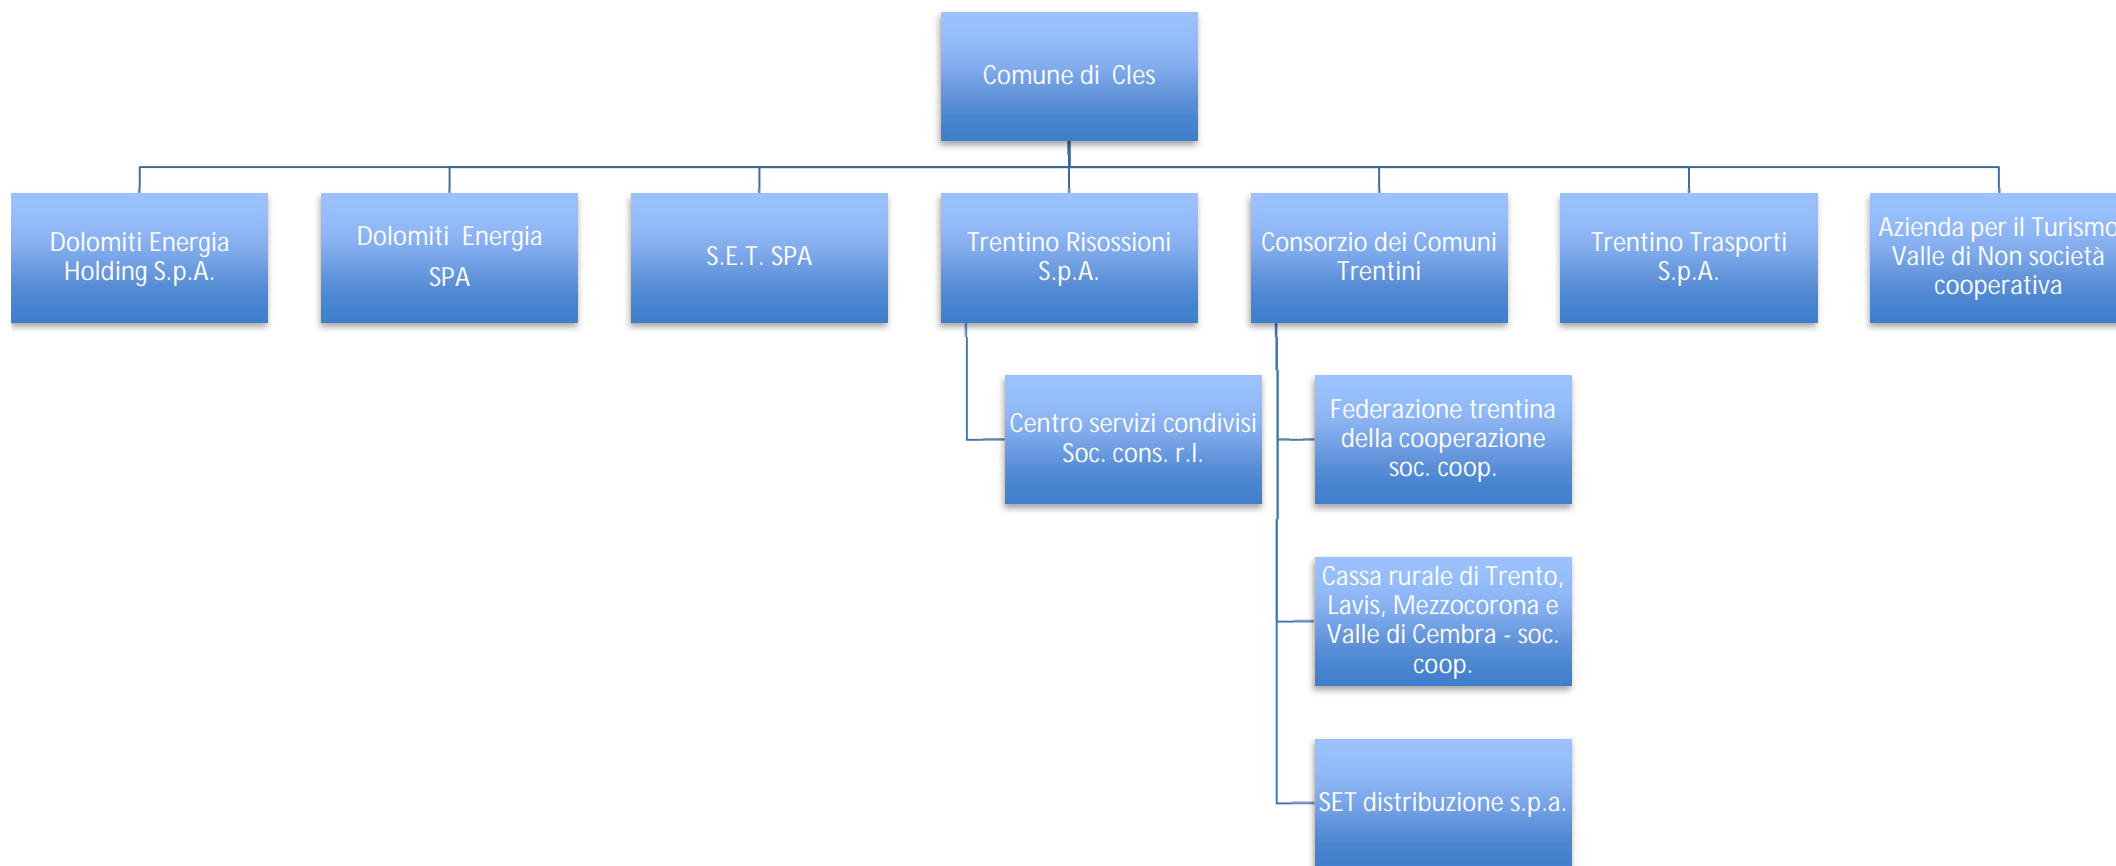 Comune di Cles
Dolomiti Energia
Holding S.p.A.
Dolomiti Energia
SPA
S.E.T. SPA
Trentino Risossioni
S.p.A.
Consorzio dei Comuni
Trentini
Trentino Trasporti
S.p.A.
Azienda per il Turismo
Valle di Non società
cooperativa
Centro servizi condivisi
Soc. cons. r.l.
Federazione trentina
della cooperazione
soc. coop.
Cassa rurale di Trento,
Lavis, Mezzocorona e
Valle di Cembra - soc.
coop.
SET distribuzione s.p.a.